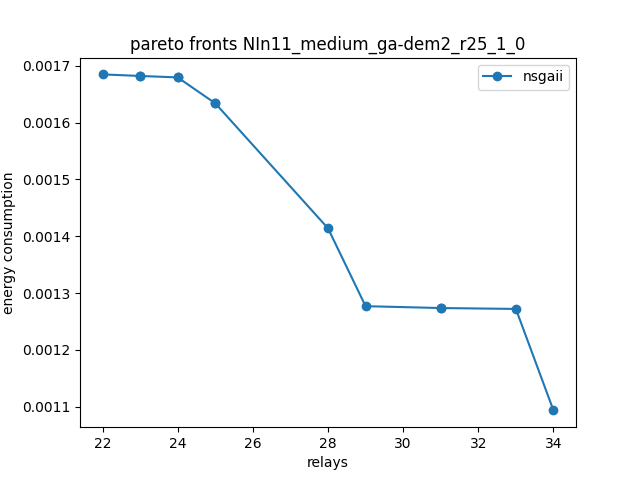 pareto fronts NIn11_medium_ga-dem2_r25_1_0
nsgaii
energy consumption
0.0017
0.0016
0.0015
0.0014
0.0013
0.0012
0.0011
22 24 26 28 30 32 34
relays